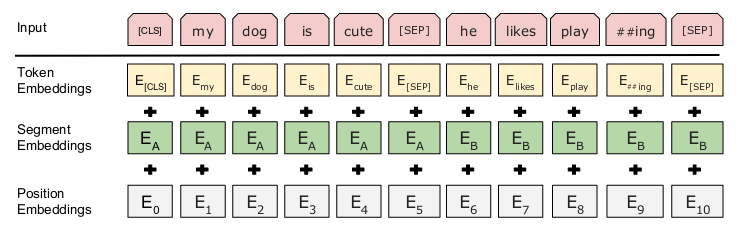 Input [CLS] my dog is cute [SEP] he likes play ##ing [SEP]
Token Embeddings E[CLS] Emy Edog Eis Ecute E[SEP] Ehe Elikes Eplay E##ing E[SEP]
+ + + + + + + + + + +
Segment Embeddings EA EA EA EA EA EA EB EB EB EB EB
+ + + + + + + + + + +
Position Embeddings E0 E1 E2 E3 E4 E5 E6 E7 E8 E9 E10